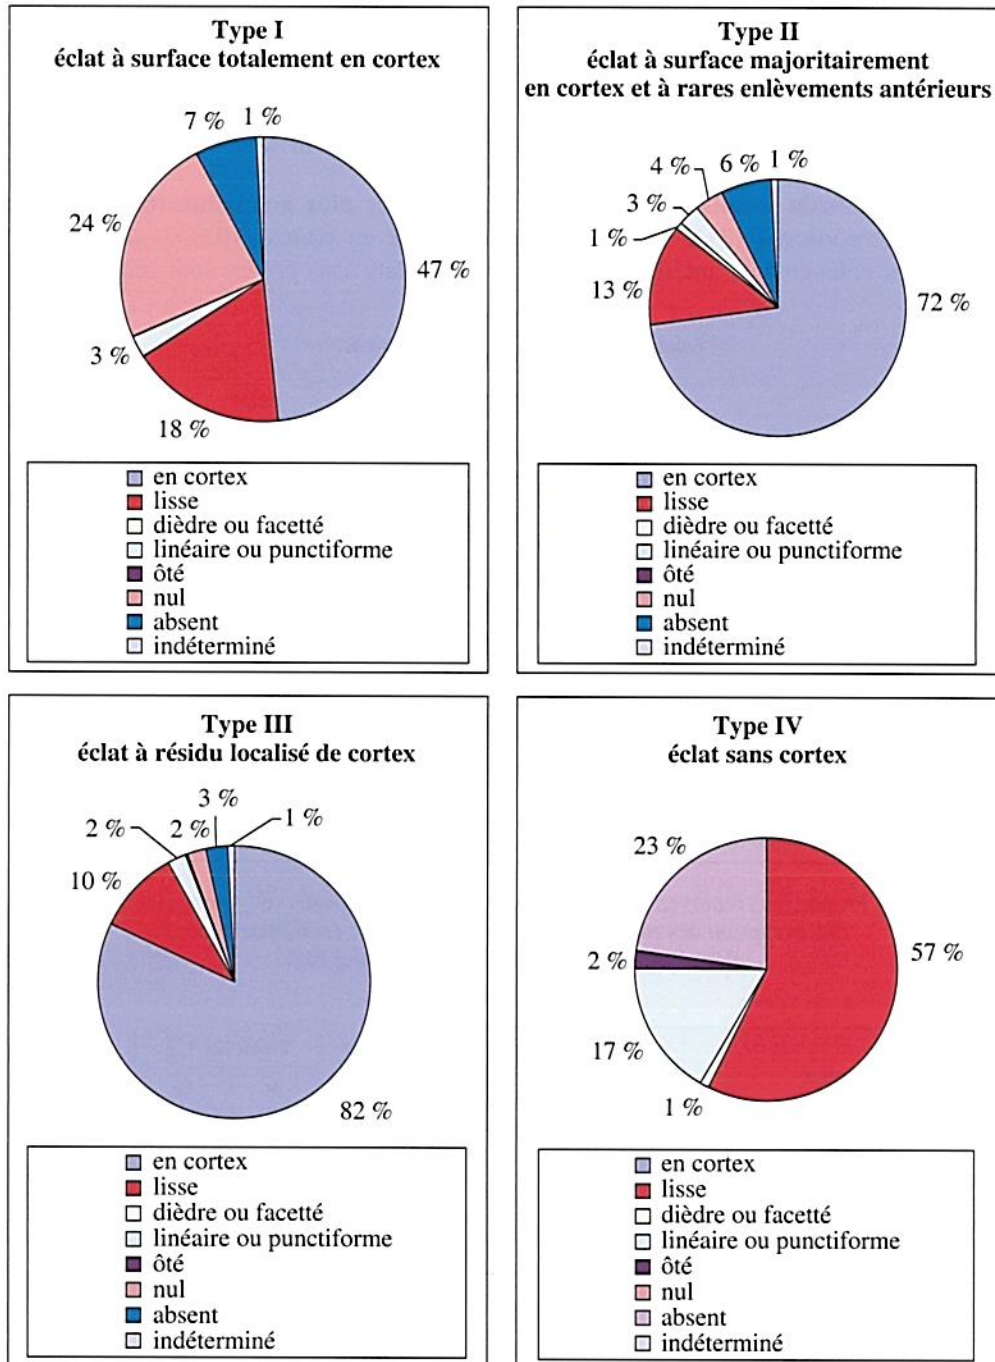 Type I
éclat à surface totalement en cortex
7 %
1 %
24 %
47 %
3 %
18 %
en cortex
lisse
dièdre ou facetté
linéaire ou punctiforme
ôté
nul
absent
indéterminé
Type II
éclat à surface majoritairement
en cortex et à rares enlèvements antérieurs
4 %
6 %
1 %
3 %
1 %
13 %
72 %
en cortex
lisse
dièdre ou facetté
linéaire ou punctiforme
ôté
nul
absent
indéterminé
Type III
éclat à résidu localisé de cortex
3 %
2 %
2 %
1 %
10 %
82 %
en cortex
lisse
dièdre ou facetté
linéaire ou punctiforme
ôté
nul
absent
indéterminé
Type IV
éclat sans cortex
23 %
57 %
2 %
17 %
1 %
en cortex
lisse
dièdre ou facetté
linéaire ou punctiforme
ôté
nul
absent
indéterminé